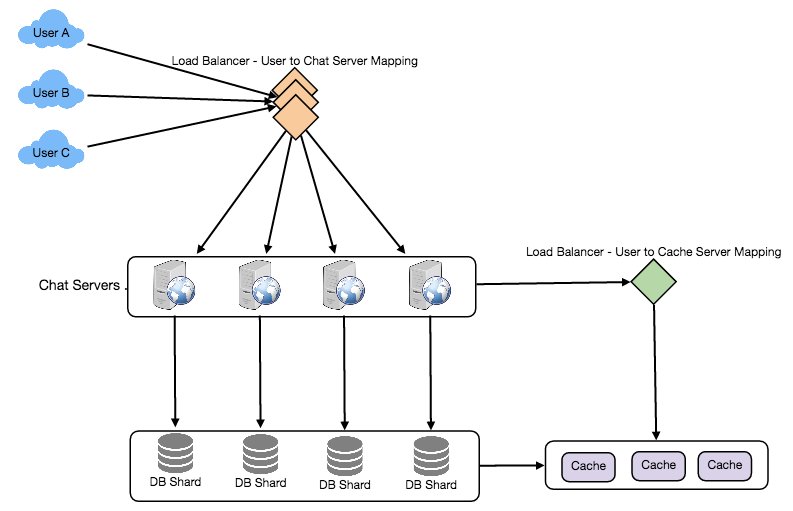 User A
Load Balancer - User to Chat Server Mapping
User B
User C
Load Balancer - User to Cache Server Mapping
Chat Servers .
DB Shard
DB Shard
DB Shard
DB Shard
Cache
Cache
Cache